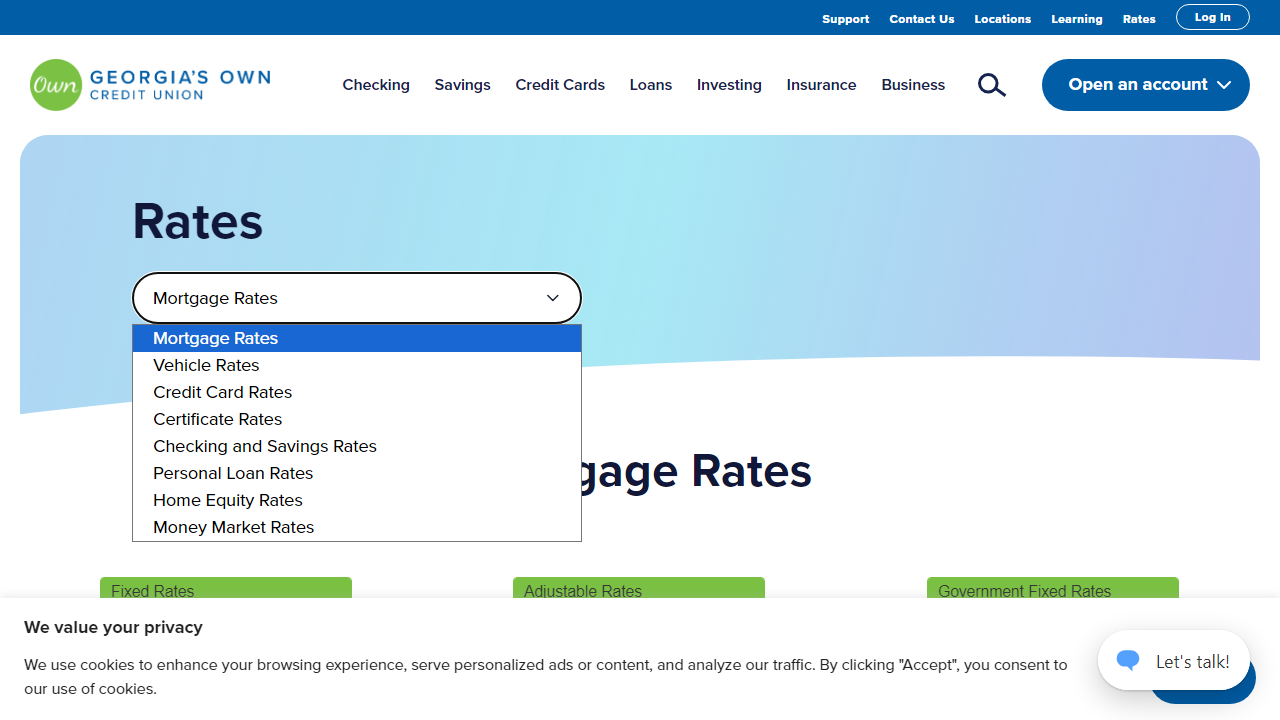 Support Contact Us Locations Learning Rates Log In
Own GEORGIA'S OWN
CREDIT UNION
Checking Savings Credit Cards Loans Investing Insurance Business Open an account
Rates
Mortgage Rates
Mortgage Rates
Vehicle Rates
Credit Card Rates
Certificate Rates
Checking and Savings Rates
Personal Loan Rates
Home Equity Rates
Money Market Rates
gage Rates
Fixed Rates Adjustable Rates Government Fixed Rates
We value your privacy
We use cookies to enhance your browsing experience, serve personalized ads or content, and analyze our traffic. By clicking "Accept", you consent to
our use of cookies.
Let's talk!